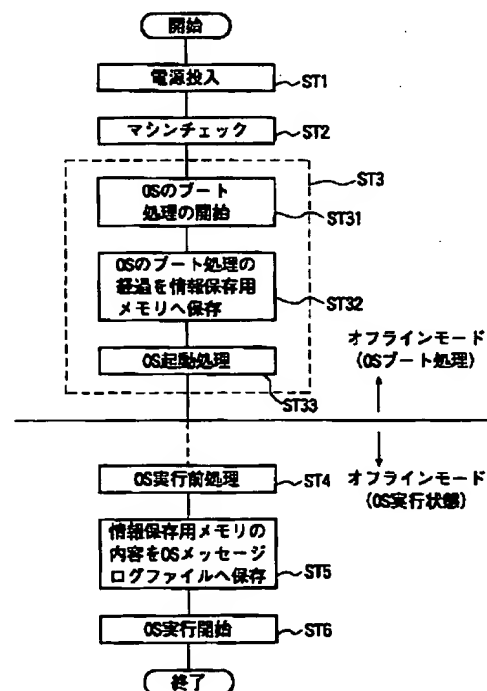 開始
電源投入
ST1
マシンチェック
ST2
ST3
OSのブート
処理の開始
ST31
OSのブート処理の
経過を情報保存用
メモリへ保存
ST32
オフラインモード
(OSブート処理)
OS起動処理
ST33
OS実行前処理
ST4
オフラインモード
(OS実行状態)
情報保存用メモリの
内容をOSメッセージ
ログファイルへ保存
ST5
OS実行開始
ST6
終了